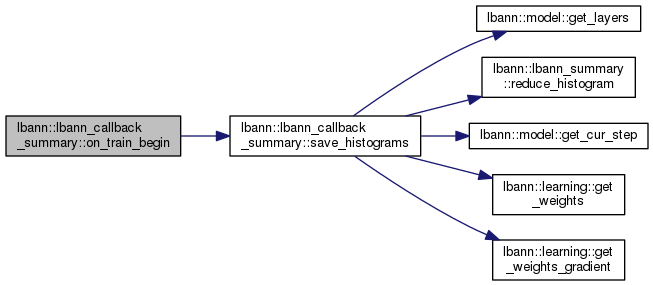 lbann::lbann_callback
_summary::on_train_begin
lbann::lbann_callback
_summary::save_histograms
lbann::model::get_layers
lbann::lbann_summary
::reduce_histogram
lbann::model::get_cur_step
lbann::learning::get
_weights
lbann::learning::get
_weights_gradient